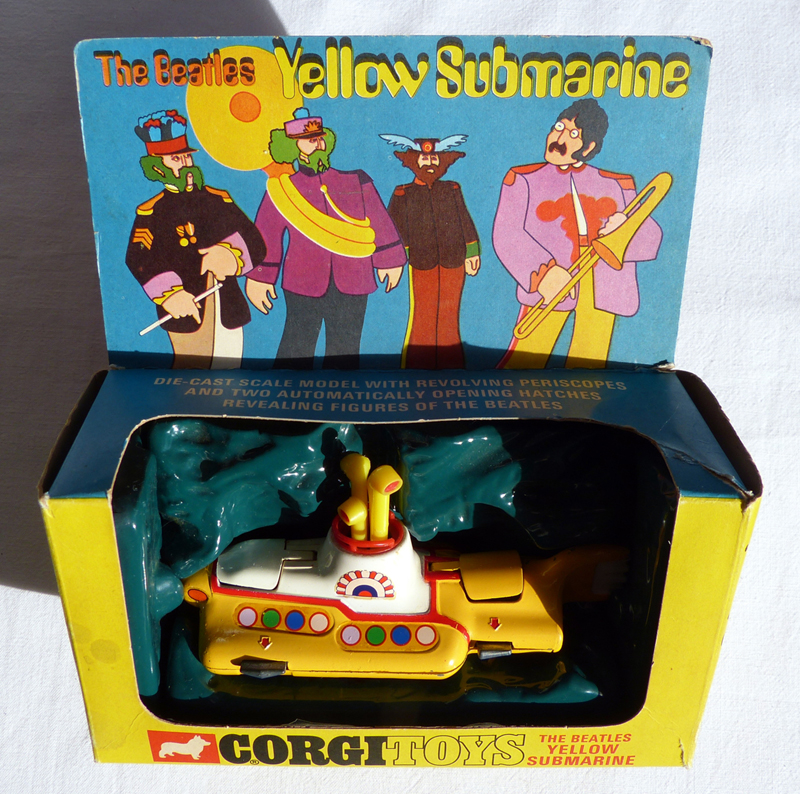 The Beatles Yellow Submarine
DIE-CAST SCALE MODEL WITH REVOLVING PERISCOPES
AND TWO AUTOMATICALLY OPENING HATCHES
REVEALING FIGURES OF THE BEATLES
® CORGI TOYS
THE BEATLES
YELLOW
SUBMARINE